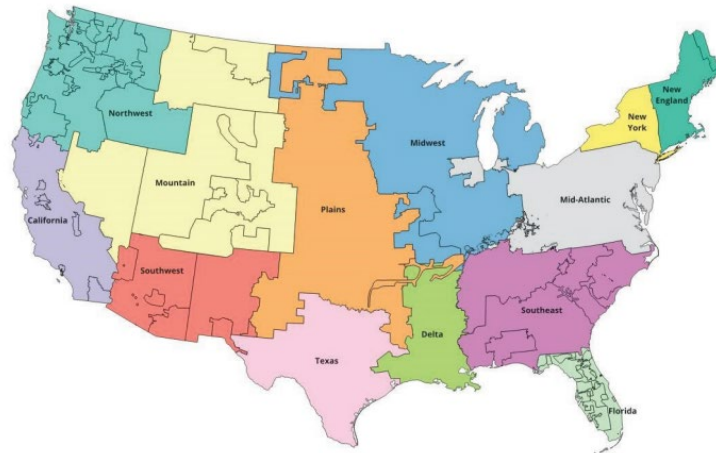 New
England
New
York
Northwest
Midwest
Mountain
Mid-Atlantic
Plains
California
Southwest
Southeast
Delta
Texas
Florida